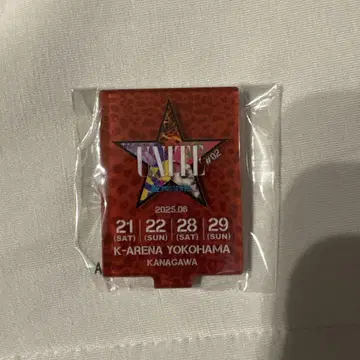 UNITE
#02
2025.06
21 | 22 | 28 | 29
(SAT) | (SUN) | (SAT) | (SUN)
K-ARENA YOKOHAMA
KANAGAWA
A